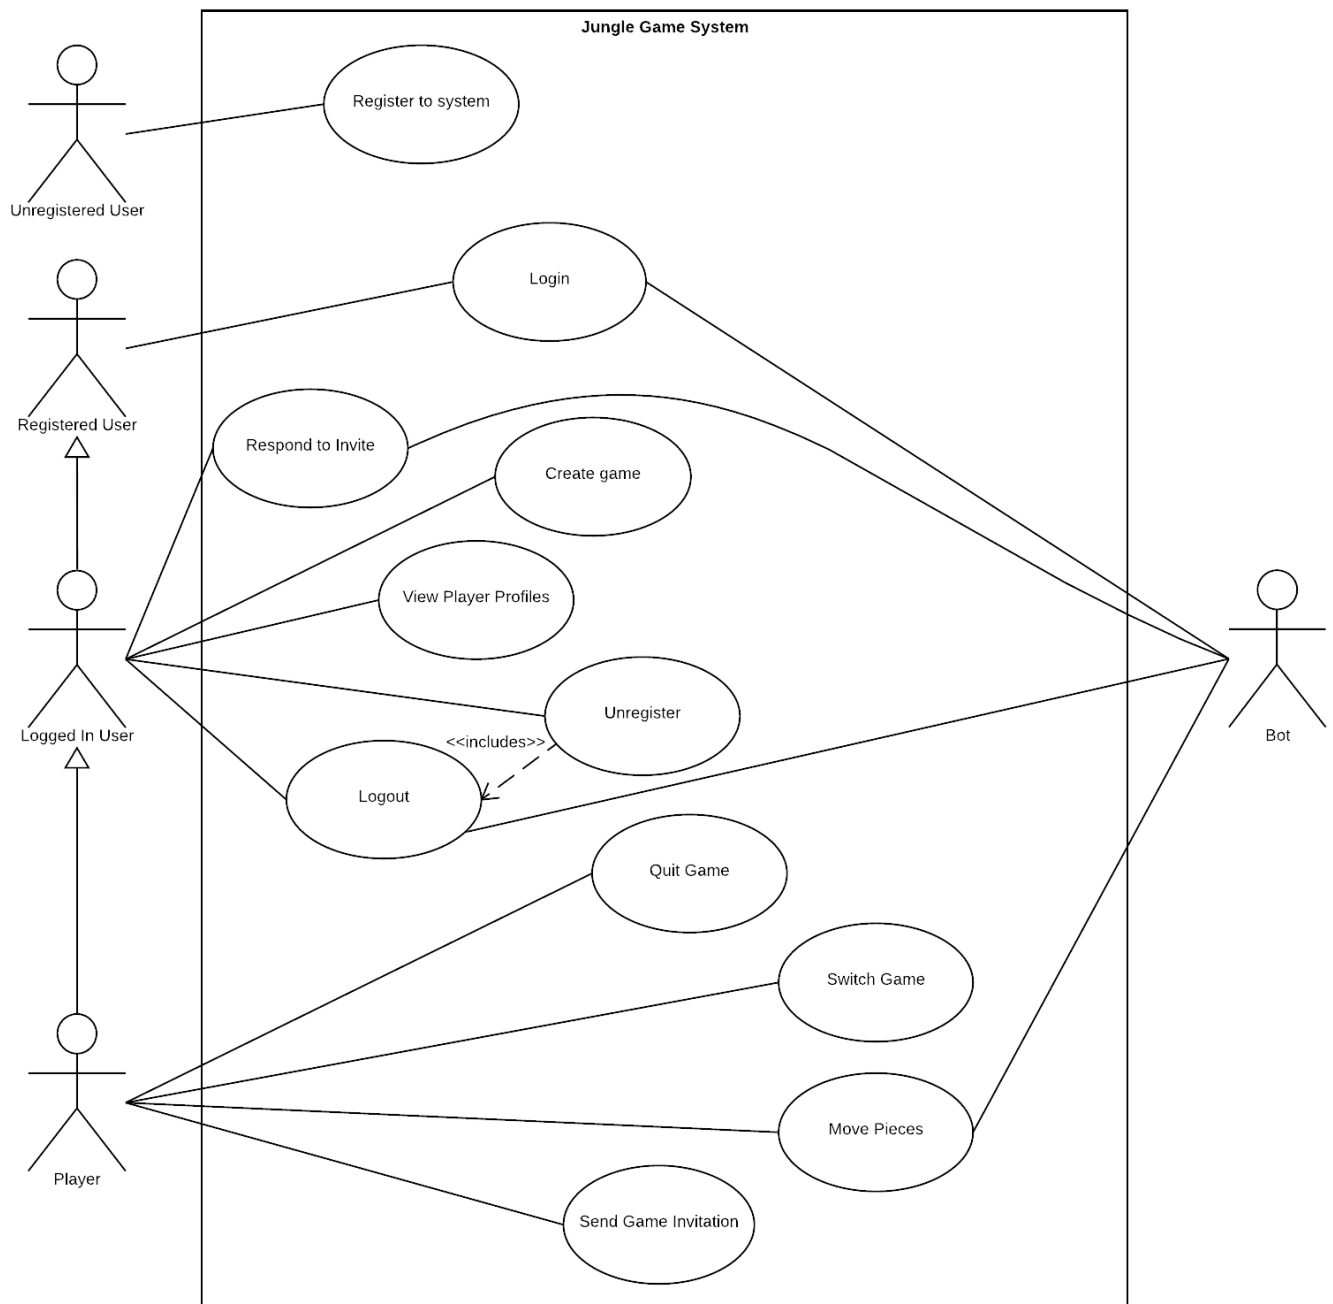 Jungle Game System
Register to system
Unregistered User
Login
Registered User
Respond to Invite
Create game
View Player Profiles
Unregister
Logged In User
<<includes>>
Bot
Logout
Quit Game
Switch Game
Move Pieces
Player
Send Game Invitation